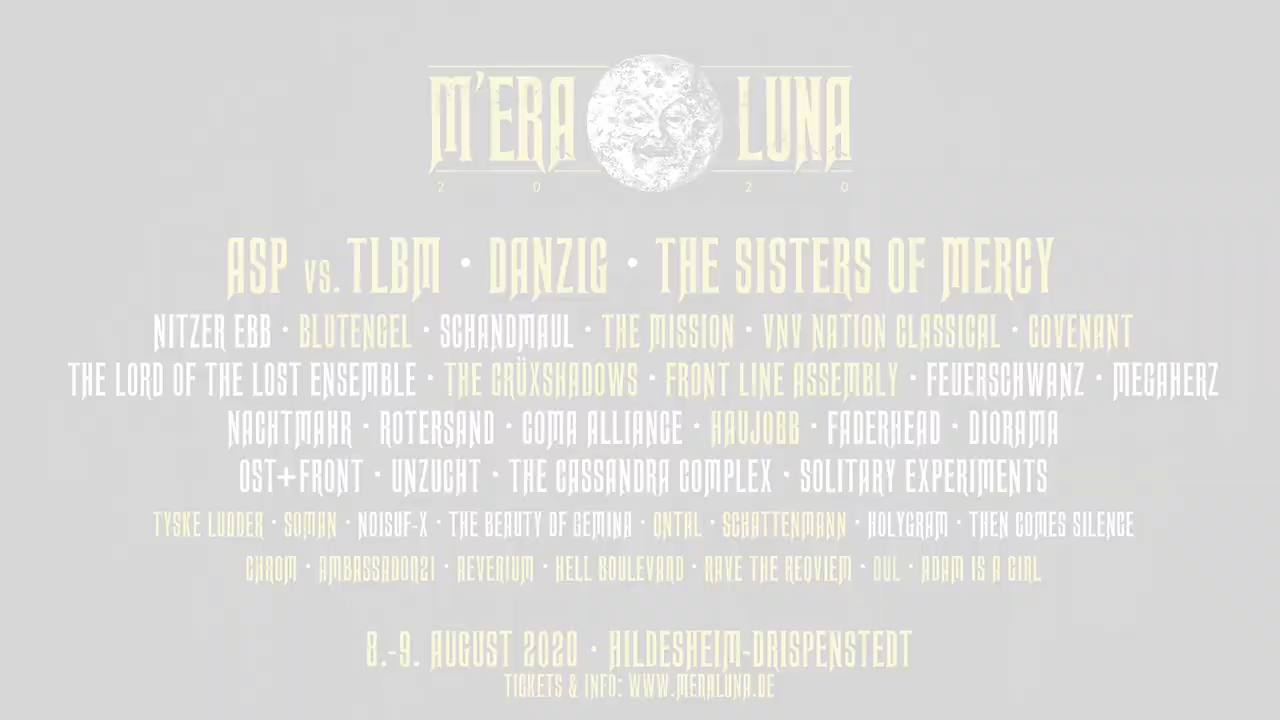 M'ERA LUNA
2 0 2 0
ASP VS. TLBM · DANZIG · THE SISTERS OF MERCY
NITZER EBB · BLUTENGEL · SCHANDMAUL · THE MISSION · VNV NATION CLASSICAL · COVENANT
THE LORD OF THE LOST ENSEMBLE · THE CRÜXSHADOWS · FRONT LINE ASSEMBLY · FEUERSCHWANZ · MEGAHERZ
NACHTMAHR · ROTERSAND · COMA ALLIANCE · HAUJOBB · FADERHEAD · DIORAMA
OST+FRONT · UNZUCHT · THE CASSANDRA COMPLEX · SOLITARY EXPERIMENTS
TYSKE LUDDER · SOMAN · NOISUF-X · THE BEAUTY OF GEMINA · QNTAL · SCHATTENMANN · HOLYGRAM · THEN COMES SILENCE
CHROM · AMBASSADOR21 · AEVERIUM · HELL BOULEVARD · RAVE THE REQVIEM · OUL · ADAM IS A GIRL
8.-9. AUGUST 2020 · HILDESHEIM-DRISPENSTEDT
TICKETS & INFO: WWW.MERALUNA.DE